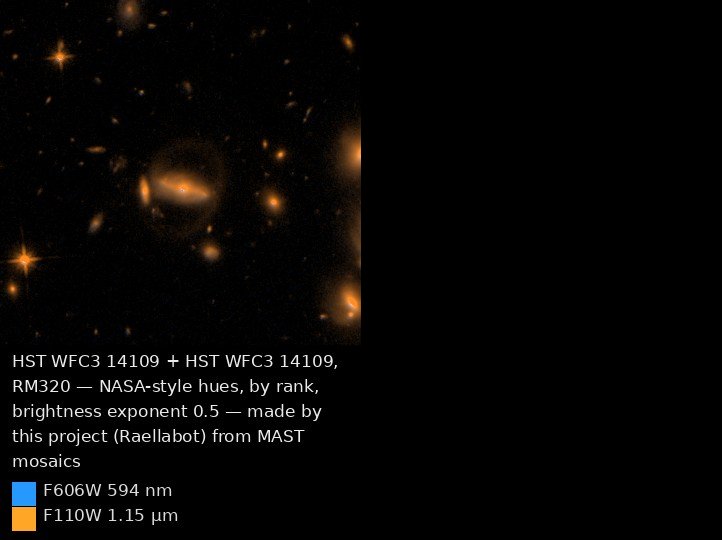 HST WFC3 14109 + HST WFC3 14109,
RM320 — NASA-style hues, by rank,
brightness exponent 0.5 — made by
this project (Raellabot) from MAST
mosaics
F606W 594 nm
F110W 1.15 µm